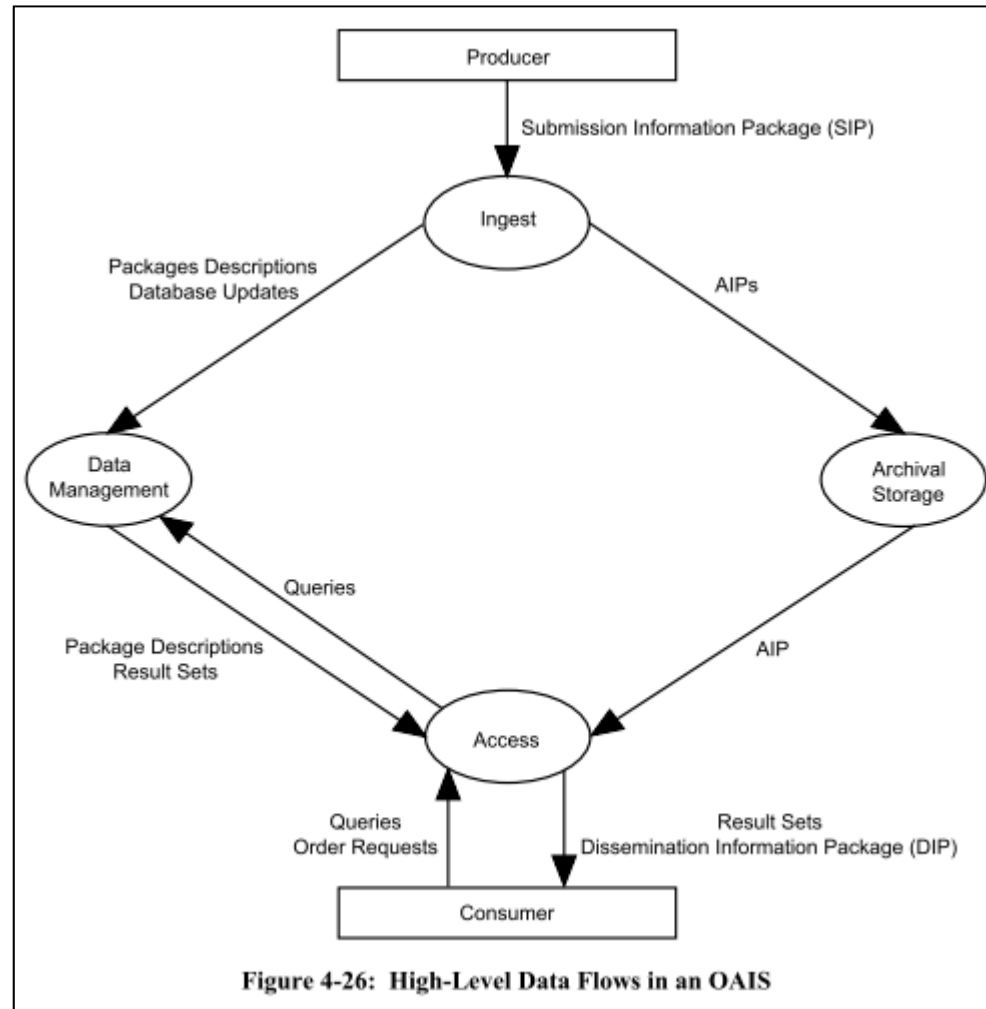 Producer
Submission Information Package (SIP)
Ingest
Packages Descriptions
Database Updates
AIPs
Data
Management
Archival
Storage
Queries
Package Descriptions
Result Sets
AIP
Access
Queries
Order Requests
Result Sets
Dissemination Information Package (DIP)
Consumer
Figure 4-26: High-Level Data Flows in an OAIS